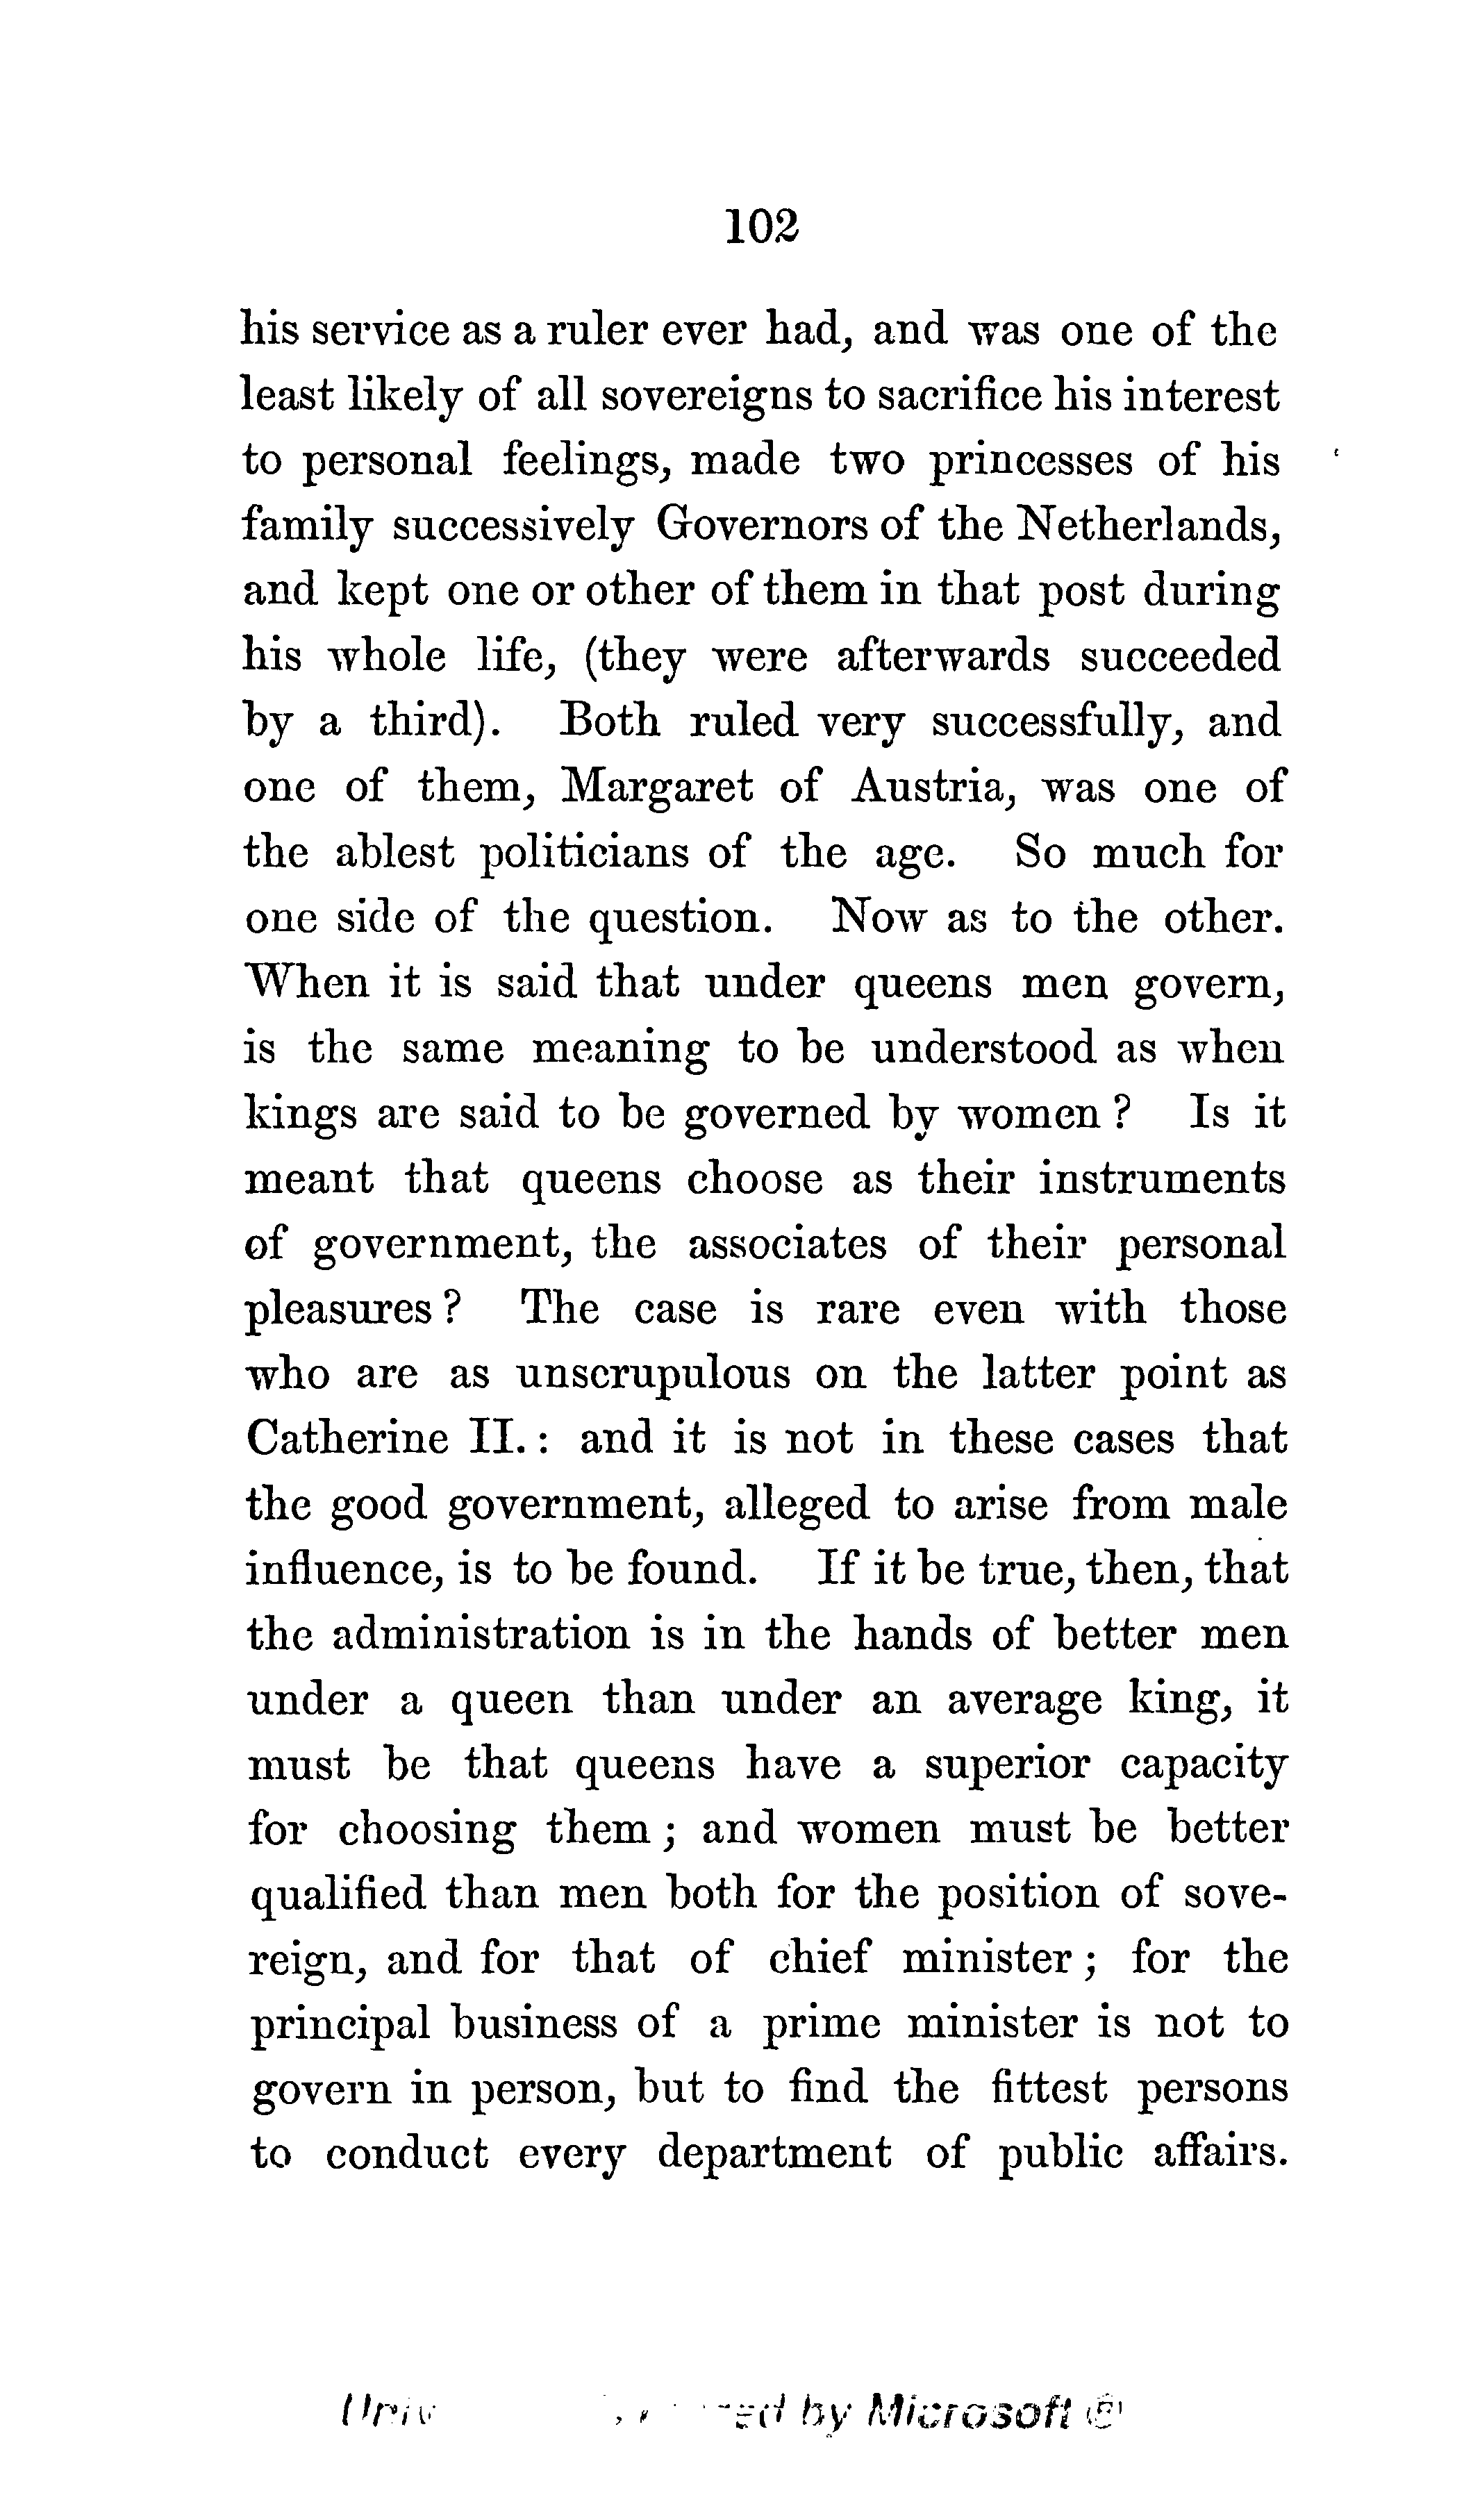 102
his service as a ruler ever had, and was one of the
least likely of all sovereigns to sacrifice his interest
to personal feelings, made two princesses of his
family successively Governors of the Netherlands,
and kept one or other of them in that post during
his whole life, (they were afterwards succeeded
by a third). Both ruled very successfully, and
one of them, Margaret of Austria, was one of
the ablest politicians of the age. So much for
one side of the question. Now as to the other.
When it is said that under queens men govern,
is the same meaning to be understood as when
kings are said to be governed by women ? Is it
meant that queens choose as their instruments
of government, the associates of their personal
pleasures ? The case is rare even with those
who are as unscrupulous on the latter point as
Catherine II. : and it is not in these cases that
the good government, alleged to arise from male
influence, is to be found. If it be true, then, that
the administration is in the hands of better men
under a queen than under an average king, it
must be that queens have a superior capacity
for choosing them ; and women must be better
qualified than men both for the position of sove-
reign, and for that of chief minister ; for the
principal business of a prime minister is not to
govern in person, but to find the fittest persons
to conduct every department of public affairs.
by Microsoft ®